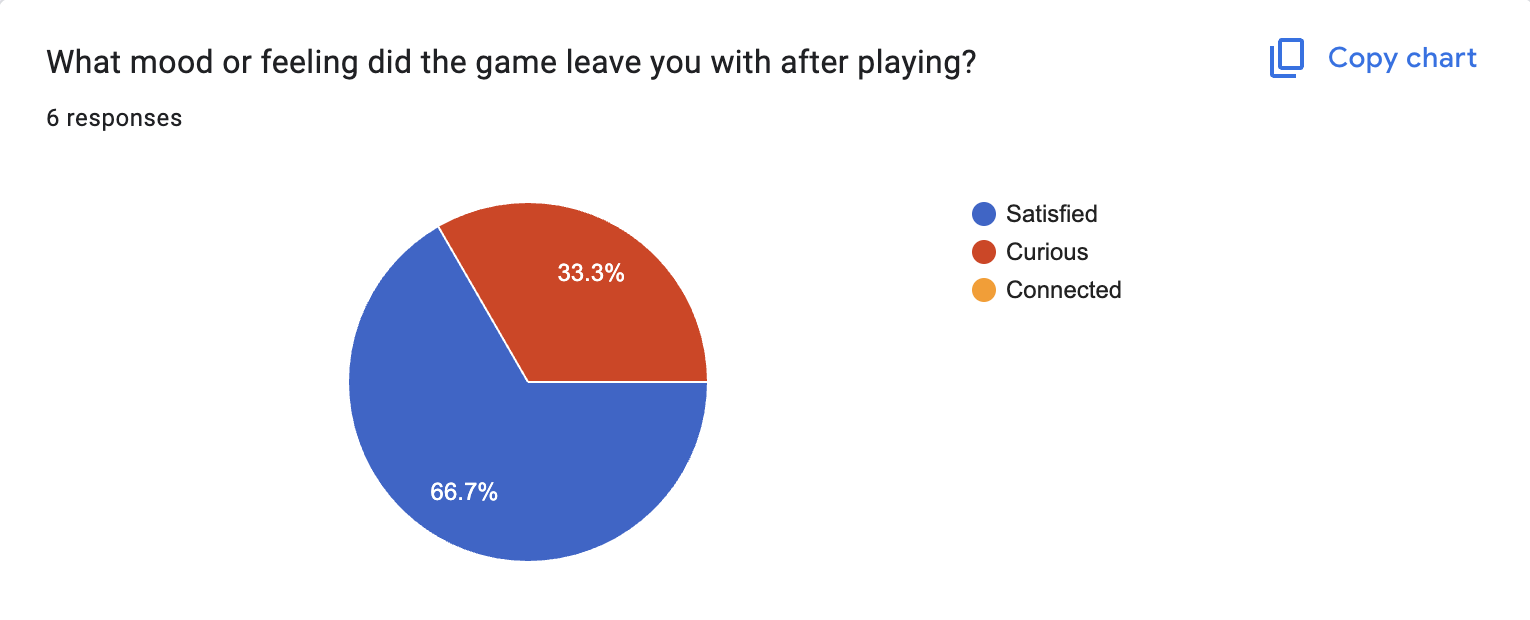 What mood or feeling did the game leave you with after playing?
Copy chart
6 responses
Satisfied
Curious
Connected
33.3%
66.7%